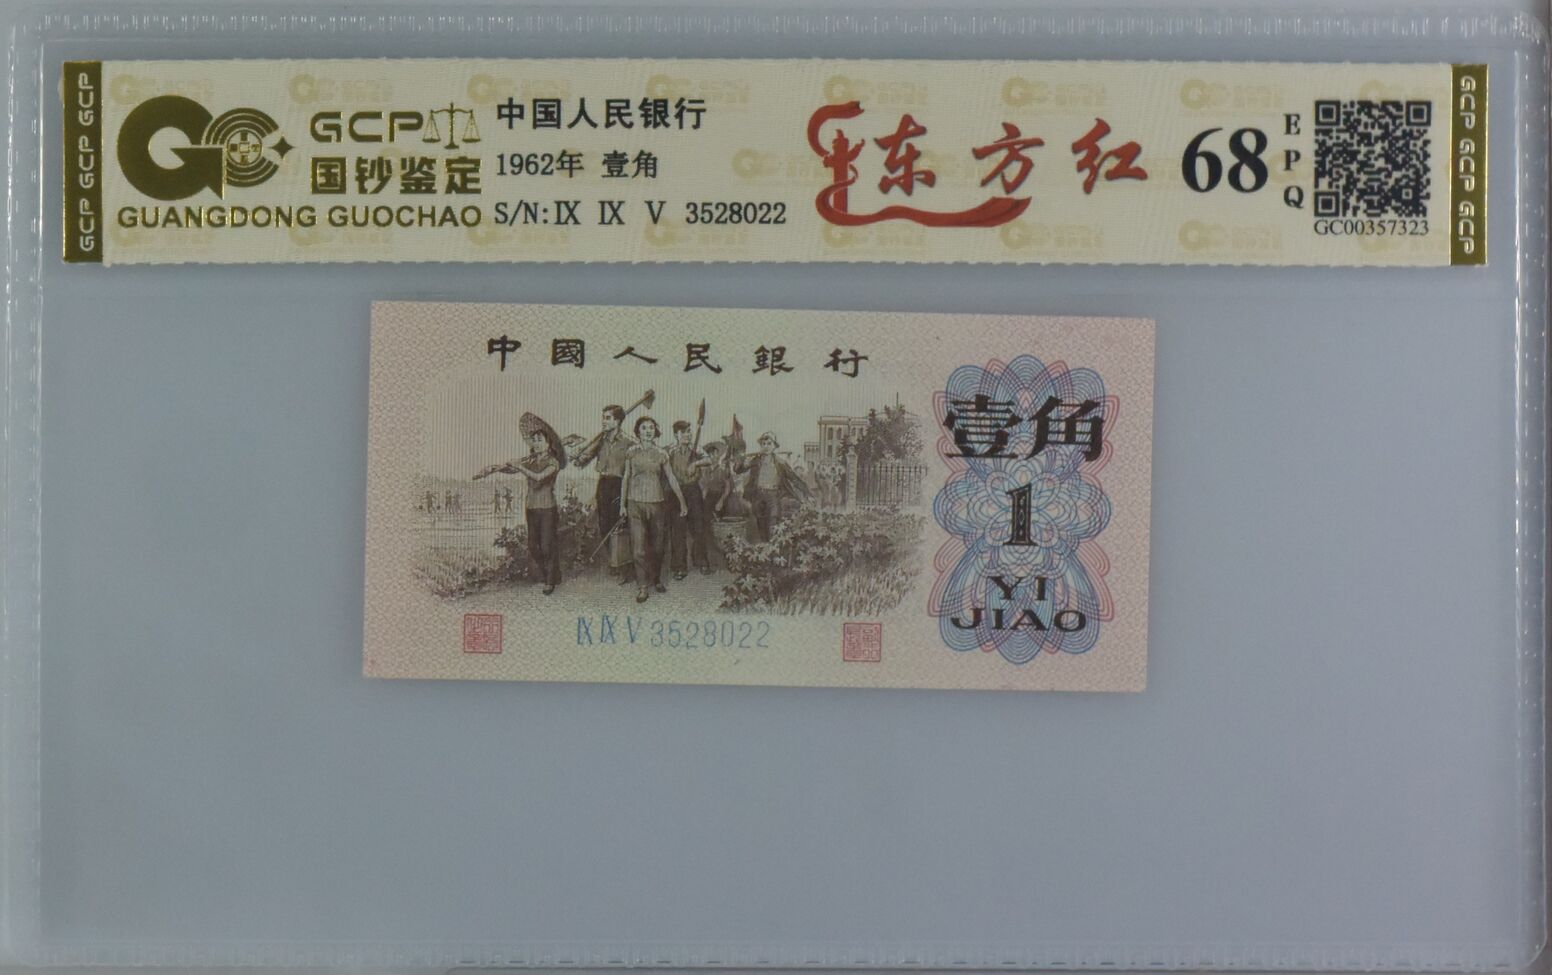 GCP GCP GCP
GCP
国钞鉴定
GUANGDONG GUOCHAO
中国人民银行
1962年 壹角
S/N: IX IX V 3528022
东方红
68
EPQ
GC00357323
GCP GCP GCP
中國人民銀行
壹角
1
YI
JIAO
IX IX V 3528022